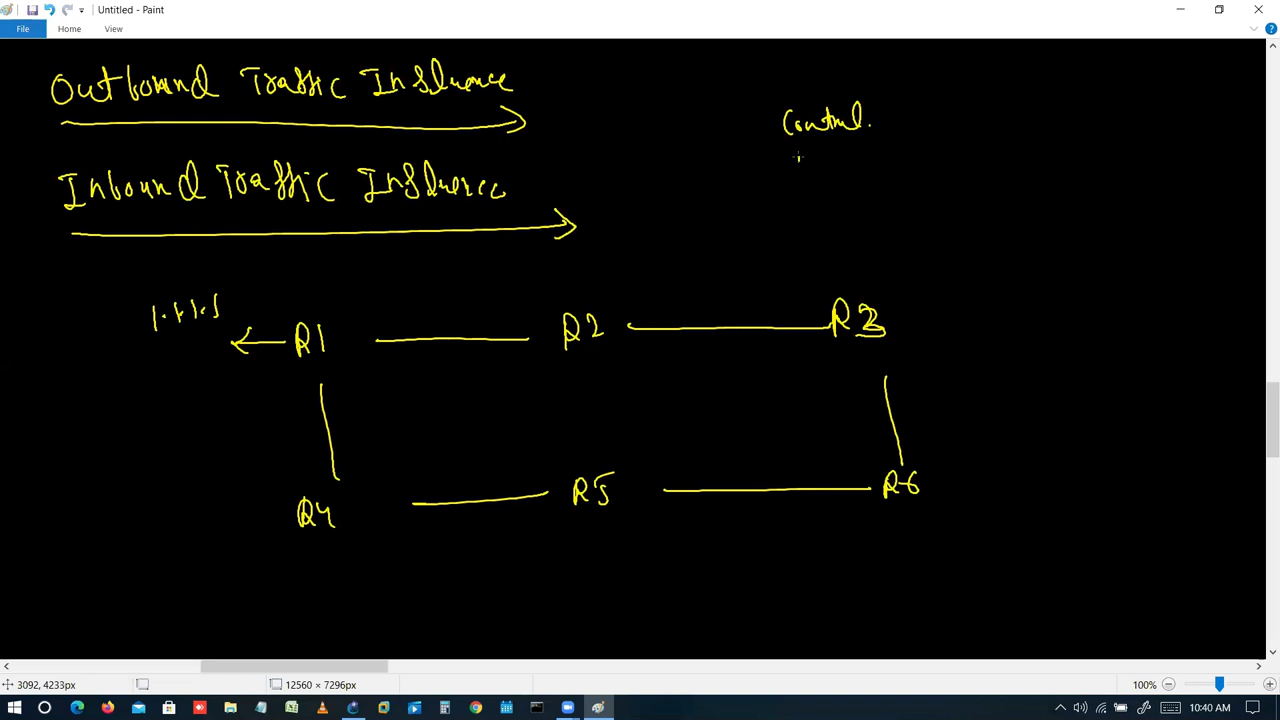 Untitled - Paint
File Home View
Outbound Traffic Influence
Control.
Inbound Traffic Influence
1.1.1.1
R1 R2 R3
R4 R5 R6
3092, 4233px 12560 × 7296px 100%
10:40 AM